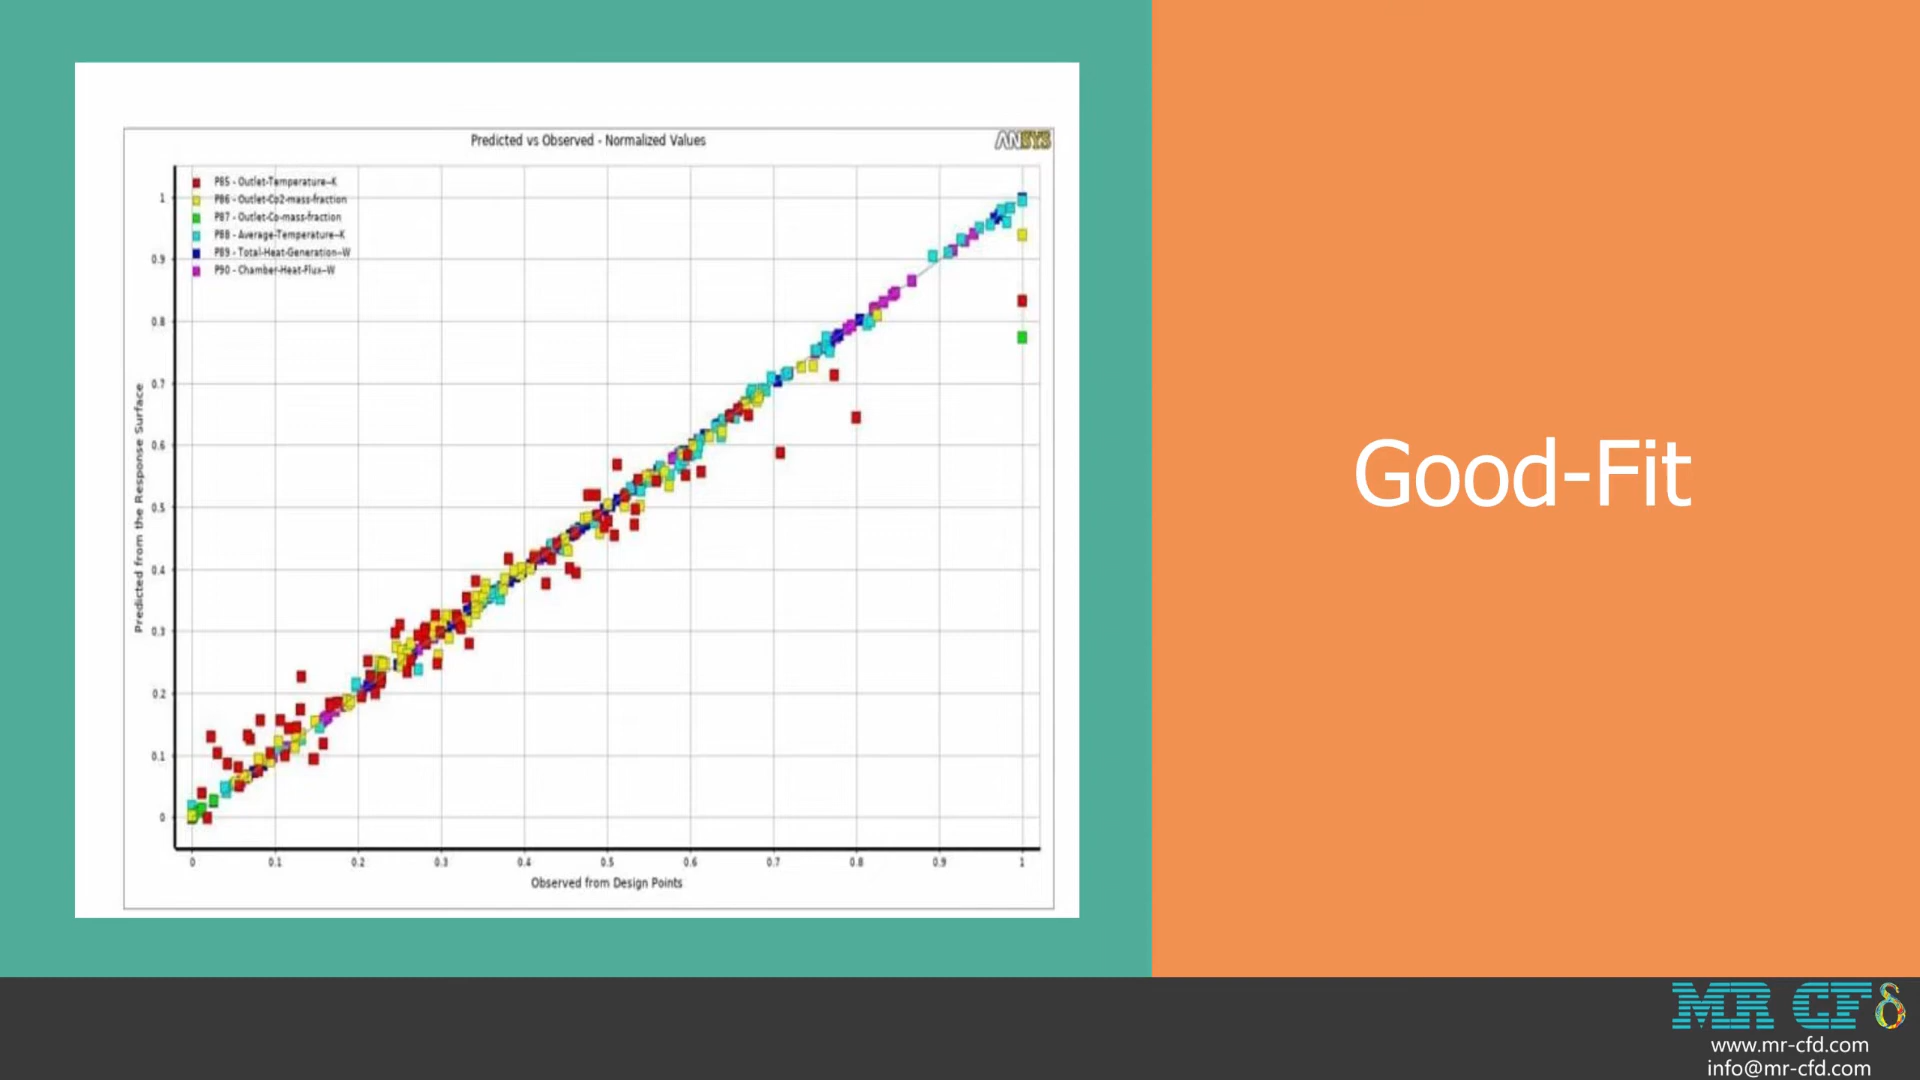 Predicted vs Observed - Normalized Values
ANSYS
P85 - Outlet-Temperature--K
P86 - Outlet-Co2-mass-fraction
P87 - Outlet-Co-mass-fraction
P88 - Average-Temperature--K
P89 - Total-Heat-Generation--W
P90 - Chamber-Heat-Flux--W
Predicted from the Response Surface
1
0.9
0.8
0.7
0.6
0.5
0.4
0.3
0.2
0.1
0
0 0.1 0.2 0.3 0.4 0.5 0.6 0.7 0.8 0.9 1
Observed from Design Points
Good-Fit
MR CFδ
www.mr-cfd.com
info@mr-cfd.com